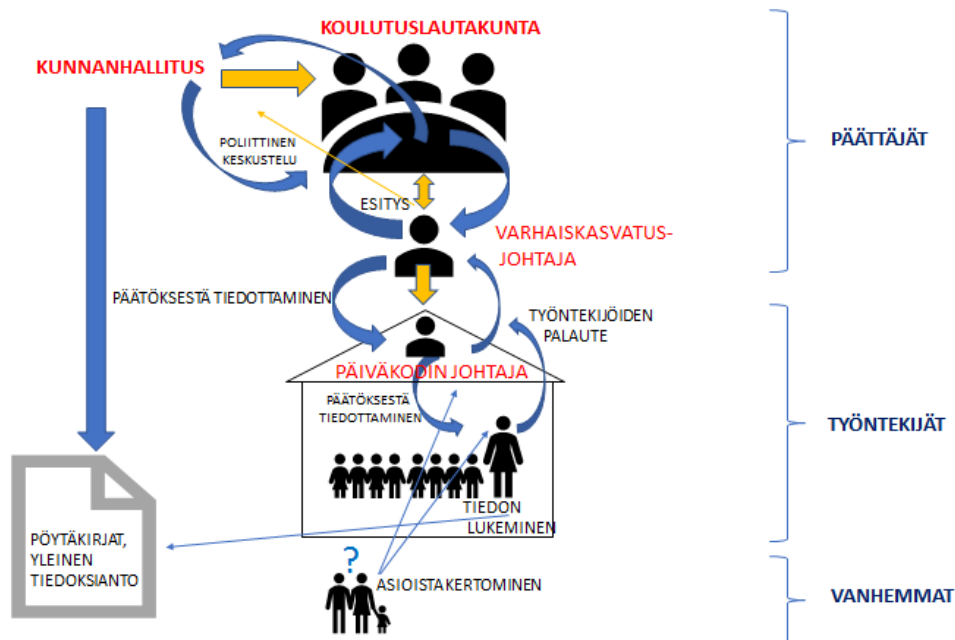 KOULUTUSLAUTAKUNTA
KUNNANHALLITUS
POLIITTINEN
KESKUSTELU
ESITYS
PÄÄTTÄJÄT
VARHAISKASVATUS-
-JOHTAJA
PÄÄTÖKSESTÄ TIEDOTTAMINEN
TYÖNTEKIJÖIDEN
PALAUTE
PÄIVÄKODIN JOHTAJA
PÄÄTÖKSESTÄ
TIEDOTTAMINEN
TYÖNTEKIJÄT
TIEDON
LUKEMINEN
PÖYTÄKIRJAT,
YLEINEN
TIEDOKSIANTO
?
ASIOISTA KERTOMINEN
VANHEMMAT